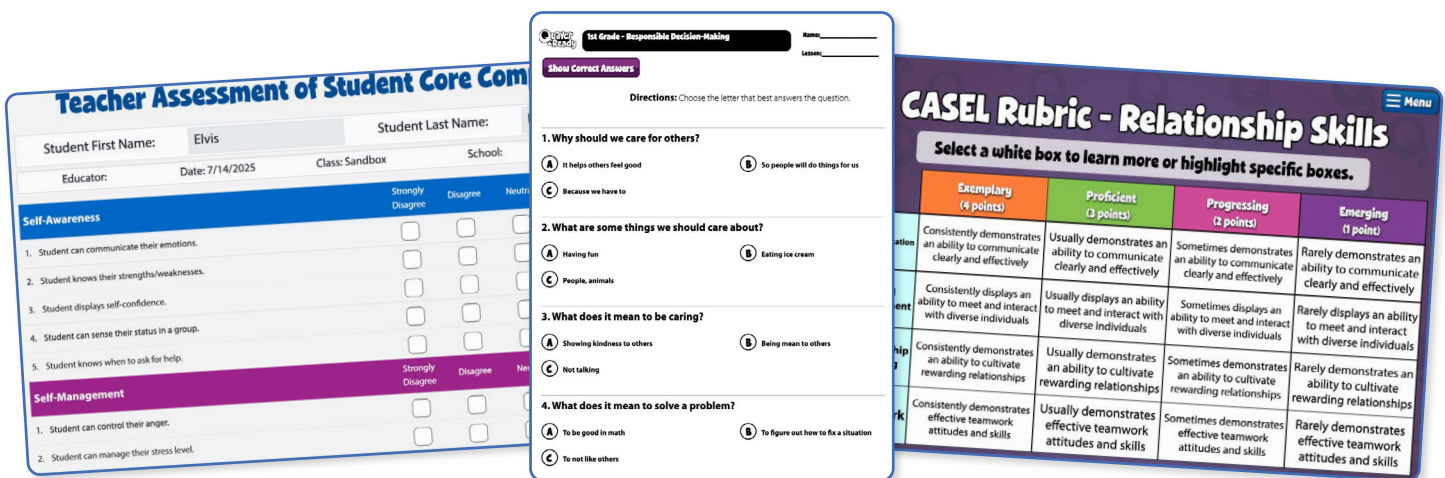 Teacher Assessment of Student Core Com
Student First Name: Elvis Student Last Name:
Educator: Date: 7/14/2025 Class: Sandbox School:
Self-Awareness Strongly Disagree Disagree
1. Student can communicate their emotions.
2. Student knows their strengths/weaknesses.
3. Student displays self-confidence.
4. Student can sense their status in a group.
5. Student knows when to ask for help.
Self-Management Strongly Disagree Disagree
1. Student can control their anger.
2. Student can manage their stress level.
Quaver Ready
1st Grade - Responsible Decision-Making
Name:
Lesson:
Show Correct Answers
Directions: Choose the letter that best answers the question.
1. Why should we care for others?
A It helps others feel good B So people will do things for us
C Because we have to
2. What are some things we should care about?
A Having fun B Eating ice cream
C People, animals
3. What does it mean to be caring?
A Showing kindness to others B Being mean to others
C Not talking
4. What does it mean to solve a problem?
A To be good in math B To figure out how to fix a situation
C To not like others
Menu
CASEL Rubric - Relationship Skills
Select a white box to learn more or highlight specific boxes.
Exemplary (4 points)
Proficient (3 points)
Progressing (2 points)
Emerging (1 point)
Consistently demonstrates
an ability to communicate
clearly and effectively
Usually demonstrates an
ability to communicate
clearly and effectively
Sometimes demonstrates
an ability to communicate
clearly and effectively
Rarely demonstrates an
ability to communicate
clearly and effectively
Consistently displays an
ability to meet and interact
with diverse individuals
Usually displays an ability
to meet and interact with
diverse individuals
Sometimes displays an
ability to meet and interact
with diverse individuals
Rarely displays an ability
to meet and interact
with diverse individuals
Consistently demonstrates
an ability to cultivate
rewarding relationships
Usually demonstrates
an ability to cultivate
rewarding relationships
Sometimes demonstrates
an ability to cultivate
rewarding relationships
Rarely demonstrates an
ability to cultivate
rewarding relationships
Consistently demonstrates
effective teamwork
attitudes and skills
Usually demonstrates
effective teamwork
attitudes and skills
Sometimes demonstrates
effective teamwork
attitudes and skills
Rarely demonstrates
effective teamwork
attitudes and skills